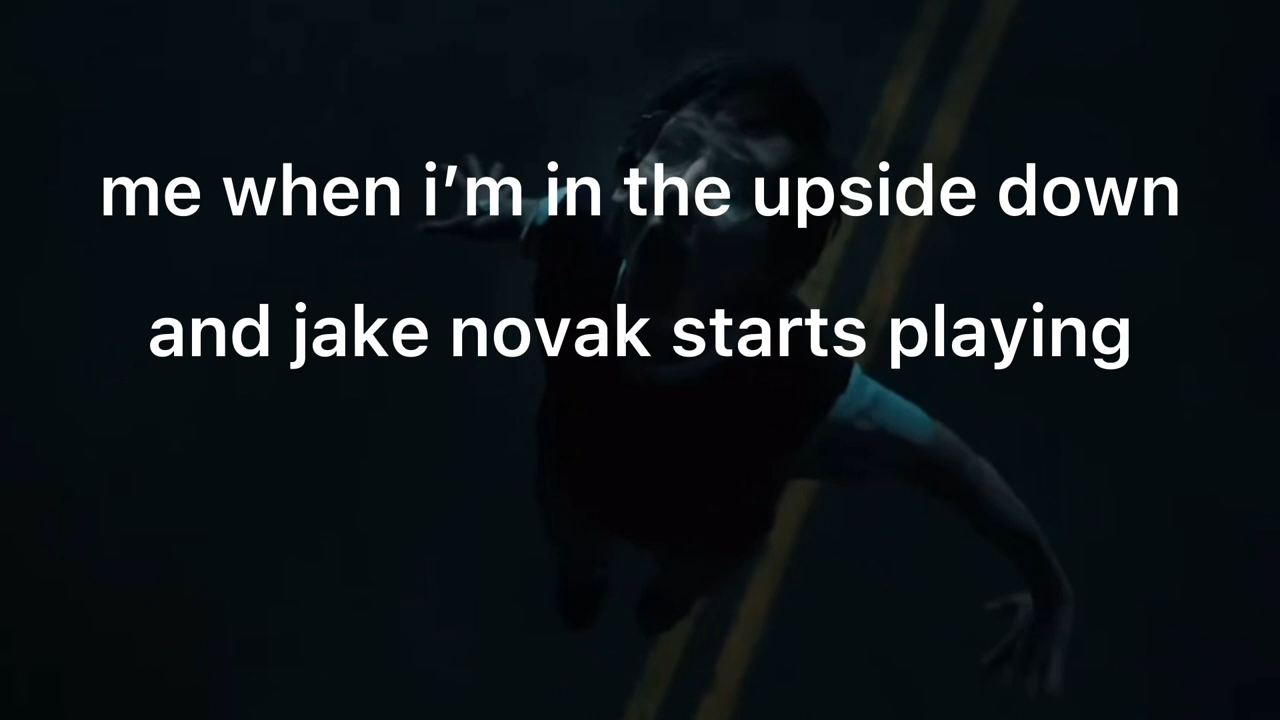 me when i’m in the upside down
and jake novak starts playing